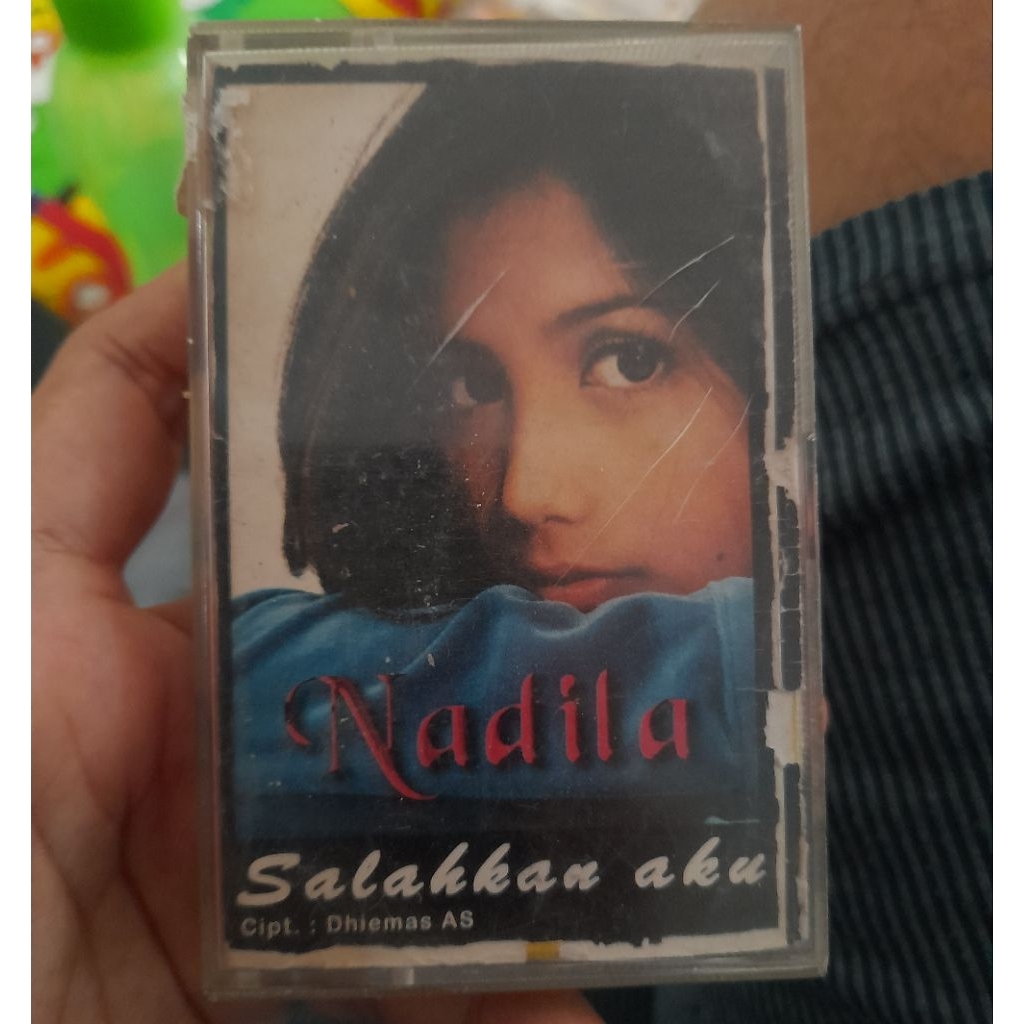 Nadila
Salahkan aku
Cipt. : Dhiemas AS